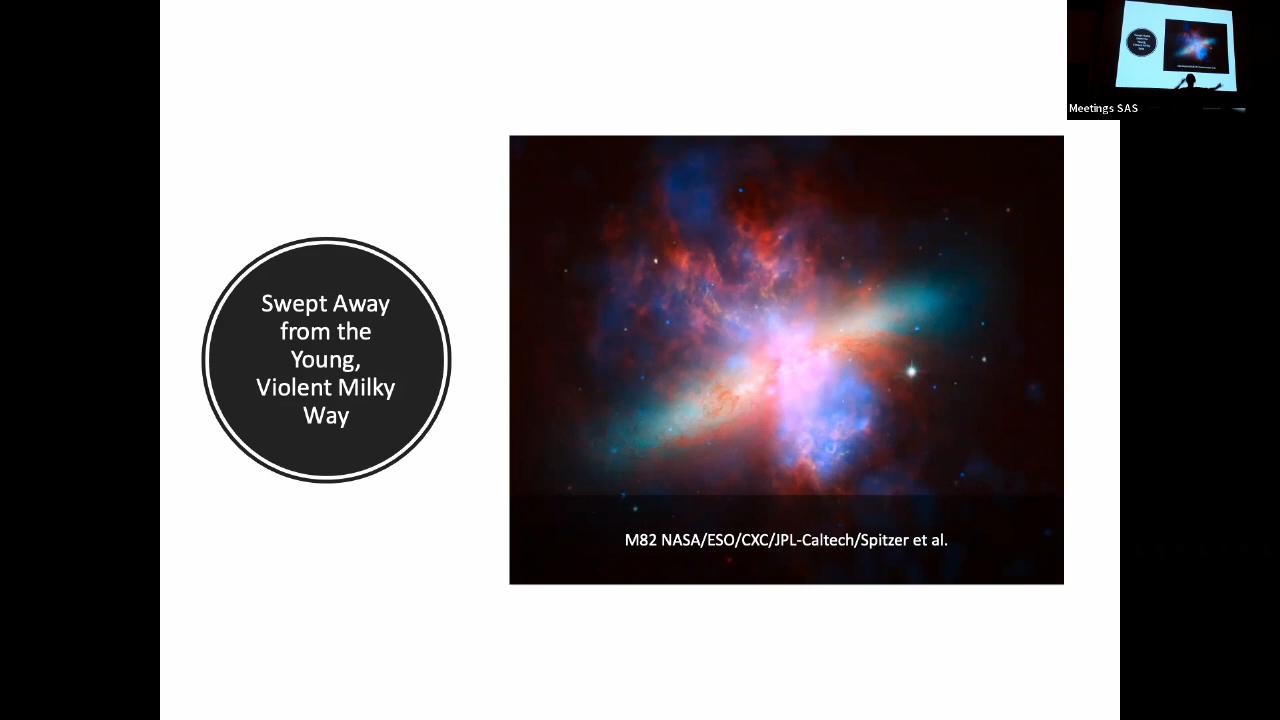 Swept Away
from the
Young,
Violent Milky
Way
M82 NASA/ESO/CXC/JPL-Caltech/Spitzer et al.
Meetings SAS